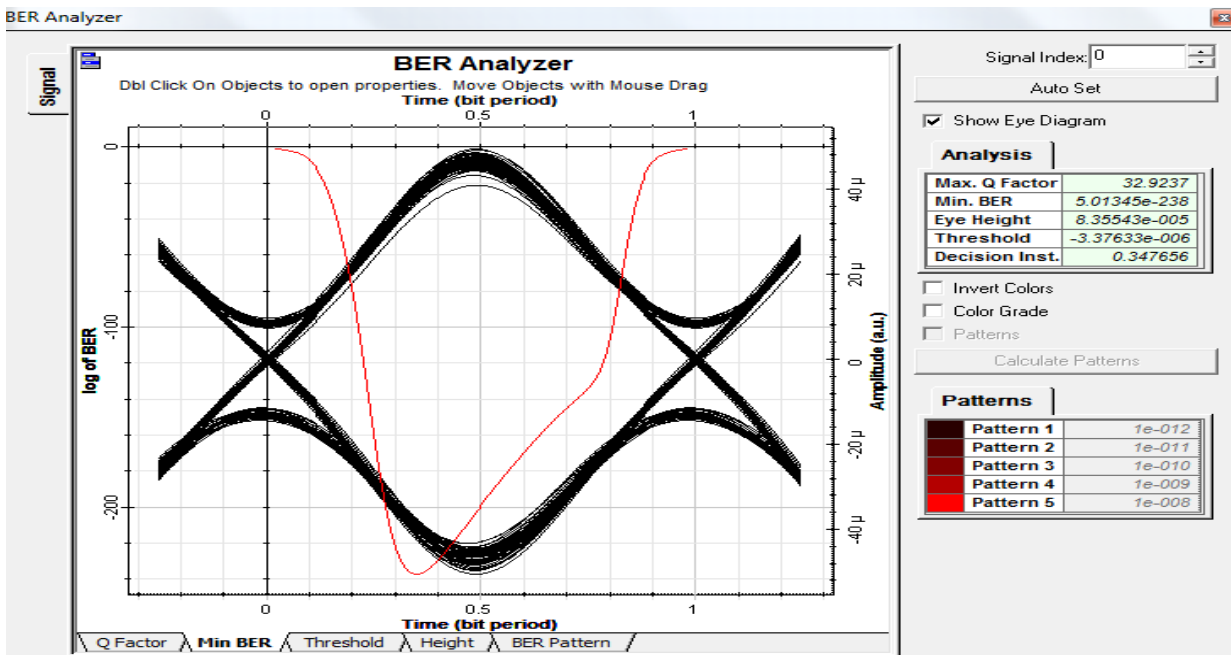 BER Analyzer
Signal
BER Analyzer
Dbl Click On Objects to open properties. Move Objects with Mouse Drag
Time (bit period)
0 0.5 1
log of BER
0
-100
-200
Amplitude (a.u.)
40 µ
20 µ
0
-20 µ
-40 µ
0 0.5 1
Time (bit period)
Q Factor Min BER Threshold Height BER Pattern
Signal Index: 0
Auto Set
Show Eye Diagram
Analysis
Max. Q Factor 32.9237
Min. BER 5.01345e-238
Eye Height 8.35543e-005
Threshold -3.37633e-006
Decision Inst. 0.347656
Invert Colors
Color Grade
Patterns
Calculate Patterns
Patterns
Pattern 1 1e-012
Pattern 2 1e-011
Pattern 3 1e-010
Pattern 4 1e-009
Pattern 5 1e-008